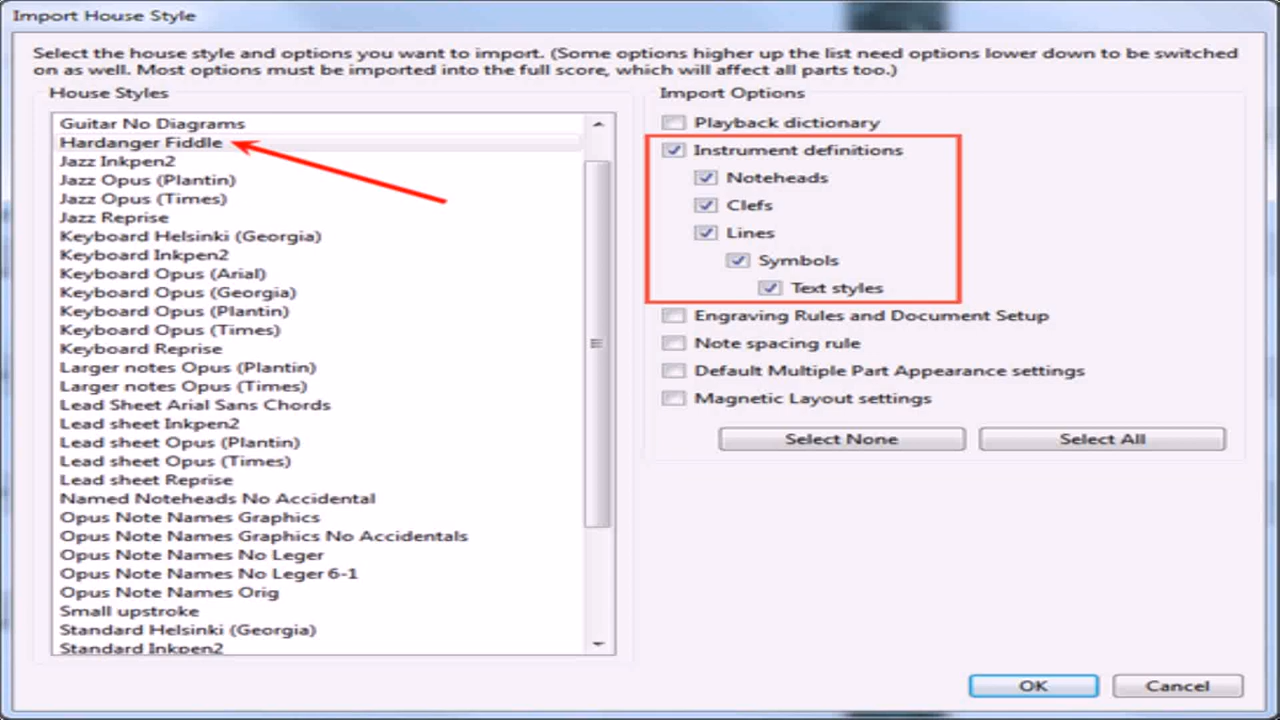 Import House Style
Select the house style and options you want to import. (Some options higher up the list need options lower down to be switched
on as well. Most options must be imported into the full score, which will affect all parts too.)
House Styles
Guitar No Diagrams
Hardanger Fiddle
Jazz Inkpen2
Jazz Opus (Plantin)
Jazz Opus (Times)
Jazz Reprise
Keyboard Helsinki (Georgia)
Keyboard Inkpen2
Keyboard Opus (Arial)
Keyboard Opus (Georgia)
Keyboard Opus (Plantin)
Keyboard Opus (Times)
Keyboard Reprise
Larger notes Opus (Plantin)
Larger notes Opus (Times)
Lead Sheet Arial Sans Chords
Lead sheet Inkpen2
Lead sheet Opus (Plantin)
Lead sheet Opus (Times)
Lead sheet Reprise
Named Noteheads No Accidental
Opus Note Names Graphics
Opus Note Names Graphics No Accidentals
Opus Note Names No Leger
Opus Note Names No Leger 6-1
Opus Note Names Orig
Small upstroke
Standard Helsinki (Georgia)
Standard Inkpen2
Import Options
Playback dictionary
Instrument definitions
Noteheads
Clefs
Lines
Symbols
Text styles
Engraving Rules and Document Setup
Note spacing rule
Default Multiple Part Appearance settings
Magnetic Layout settings
Select None
Select All
OK
Cancel